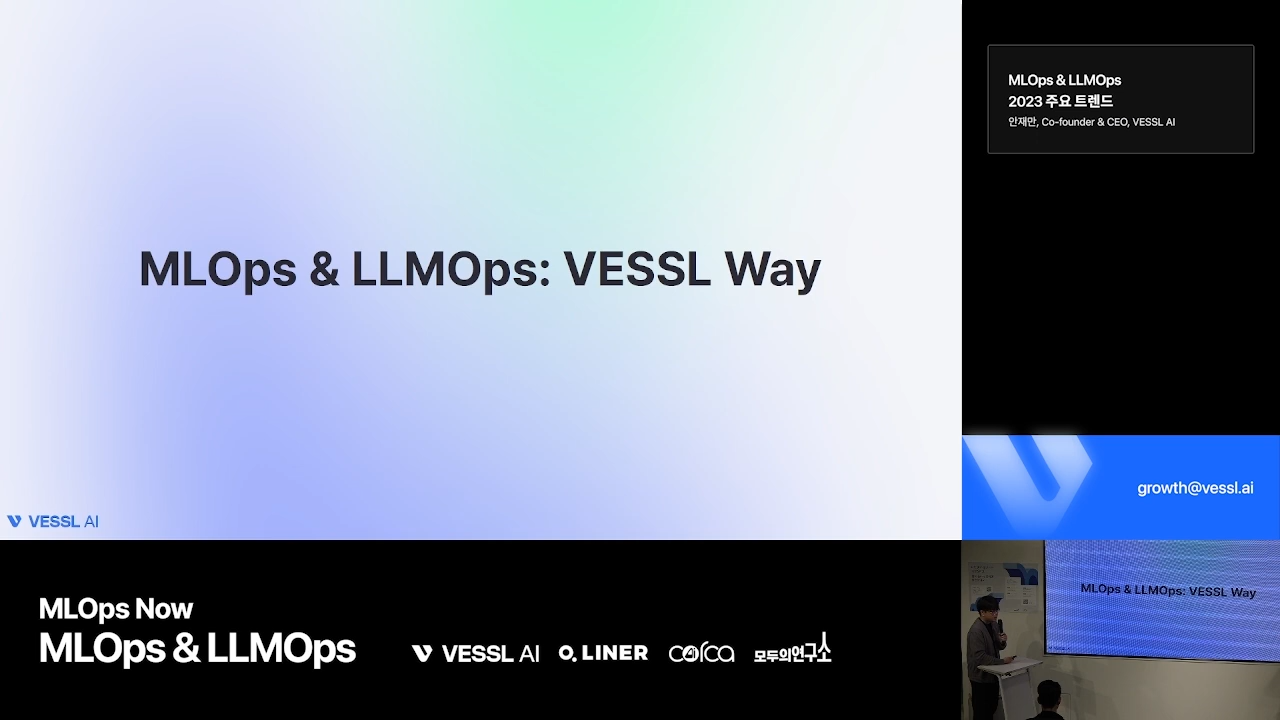 MLOps & LLMOps: VESSL Way
VESSL AI
MLOps & LLMOps
2023 주요 트렌드
안재만, Co-founder & CEO, VESSL AI
growth@vessl.ai
MLOps Now
MLOps & LLMOps
VESSL AI
LINER
corca
모두의연구소
MLOps & LLMOps: VESSL Way